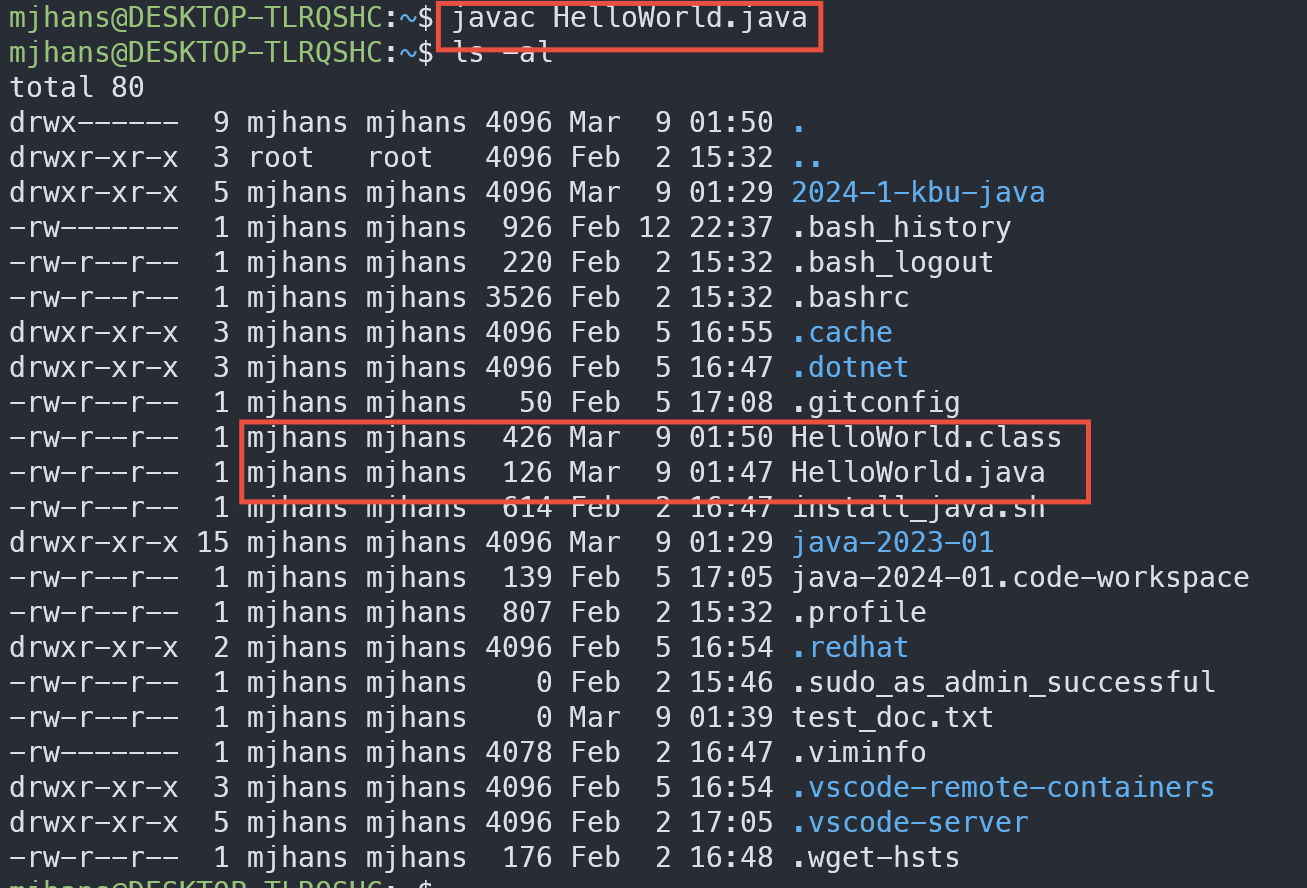 mjhans@DESKTOP-TLRQSHC:~$ javac HelloWorld.java
mjhans@DESKTOP-TLRQSHC:~$ ls -al
total 80
drwx------  9 mjhans mjhans 4096 Mar  9 01:50 .
drwxr-xr-x  3 root   root   4096 Feb  2 15:32 ..
drwxr-xr-x  5 mjhans mjhans 4096 Mar  9 01:29 2024-1-kbu-java
-rw-------  1 mjhans mjhans  926 Feb 12 22:37 .bash_history
-rw-r--r--  1 mjhans mjhans  220 Feb  2 15:32 .bash_logout
-rw-r--r--  1 mjhans mjhans 3526 Feb  2 15:32 .bashrc
drwxr-xr-x  3 mjhans mjhans 4096 Feb  5 16:55 .cache
drwxr-xr-x  3 mjhans mjhans 4096 Feb  5 16:47 .dotnet
-rw-r--r--  1 mjhans mjhans   50 Feb  5 17:08 .gitconfig
-rw-r--r--  1 mjhans mjhans  426 Mar  9 01:50 HelloWorld.class
-rw-r--r--  1 mjhans mjhans  126 Mar  9 01:47 HelloWorld.java
-rw-r--r--  1 mjhans mjhans  614 Feb  2 16:47 install_java.sh
drwxr-xr-x 15 mjhans mjhans 4096 Mar  9 01:29 java-2023-01
-rw-r--r--  1 mjhans mjhans  139 Feb  5 17:05 java-2024-01.code-workspace
-rw-r--r--  1 mjhans mjhans  807 Feb  2 15:32 .profile
drwxr-xr-x  2 mjhans mjhans 4096 Feb  5 16:54 .redhat
-rw-r--r--  1 mjhans mjhans    0 Feb  2 15:46 .sudo_as_admin_successful
-rw-r--r--  1 mjhans mjhans    0 Mar  9 01:39 test_doc.txt
-rw-------  1 mjhans mjhans 4078 Feb  2 16:47 .viminfo
drwxr-xr-x  3 mjhans mjhans 4096 Feb  5 16:54 .vscode-remote-containers
drwxr-xr-x  5 mjhans mjhans 4096 Feb  2 17:05 .vscode-server
-rw-r--r--  1 mjhans mjhans  176 Feb  2 16:48 .wget-hsts
mjhans@DESKTOP-TLRQSHC:~$